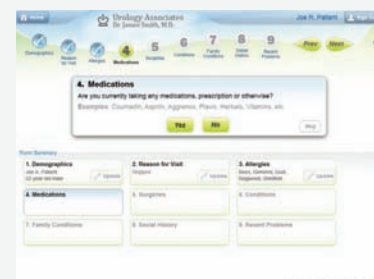 Home
Urology Associates
Dr James Smith, M.D.
Joe R. Patient
Demographics
Reason for Visit
Allergies
4
Medications
5
Surgeries
6
Conditions
7
Family Conditions
8
Social History
9
Recent Problems
Prev
Next
4. Medications
Are you currently taking any medications, prescription or otherwise?
Examples: Coumadin, Aspirin, Aggrenox, Plavix, Herbals, Vitamins, etc.
Yes
No
Skip
Summary
1. Demographics
Joe R. Patient
Update
2. Reason for Visit
Skipped
Update
3. Allergies
Update
4. Medications
5. Surgeries
6. Conditions
7. Family Conditions
8. Social History
9. Recent Problems